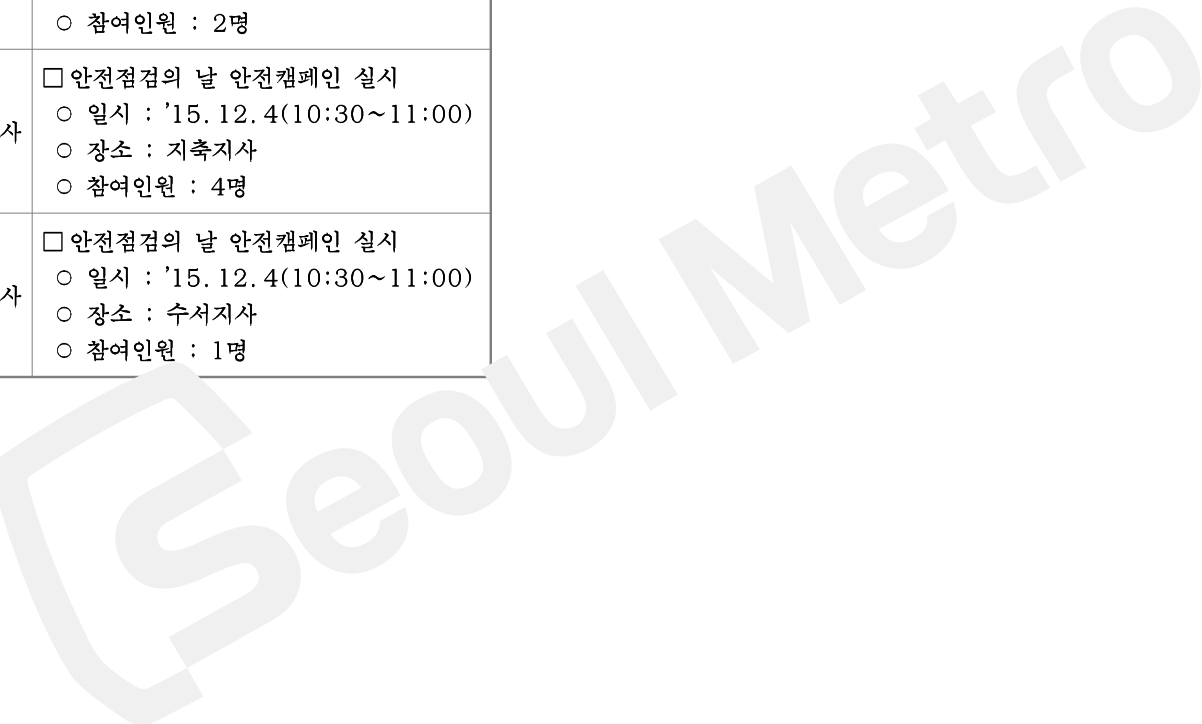 ○ 참여인원 : 2명
□ 안전점검의 날 안전캠페인 실시
○ 일시 : ’15. 12. 4(10:30~11:00)
사
○ 장소 : 지축지사
○ 참여인원 : 4명
□ 안전점검의 날 안전캠페인 실시
○ 일시 : ’15. 12. 4(10:30~11:00)
사
○ 장소 : 수서지사
○ 참여인원 : 1명
Seoul Metro